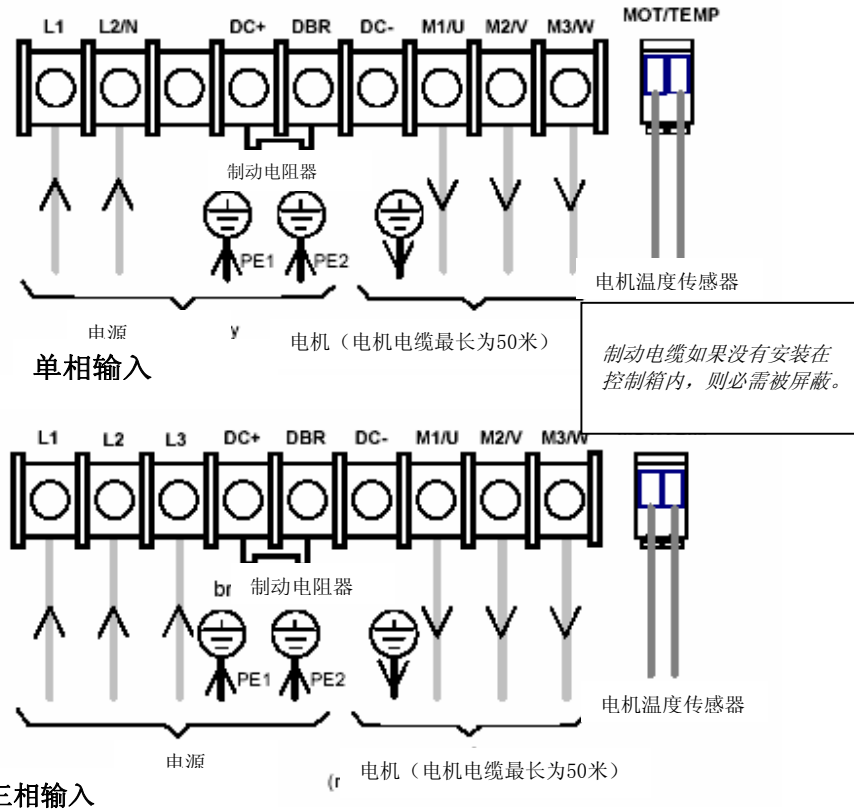 MOT/TEMP
L1 L2/N DC+ DBR DC- M1/U M2/V M3/W
制动电阻器
PE1 PE2
电机温度传感器
电源 y 电机（电机电缆最长为50米）
单相输入
制动电缆如果没有安装在
控制箱内，则必需被屏蔽。
L1 L2 L3 DC+ DBR DC- M1/U M2/V M3/W
br 制动电阻器
PE1 PE2
电机温度传感器
电源 电机（电机电缆最长为50米）
(r
三相输入